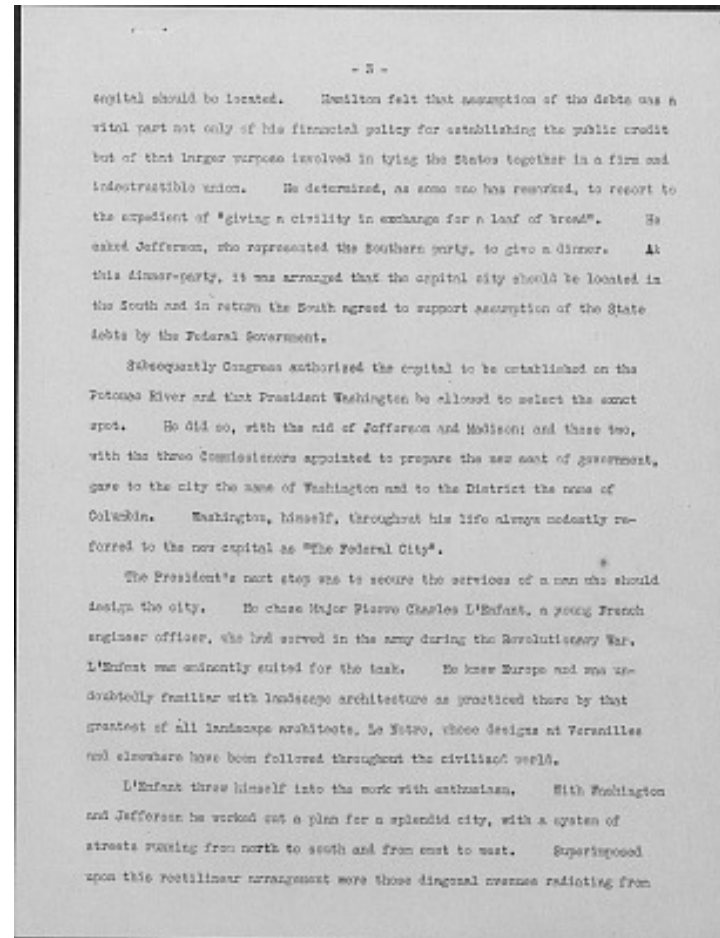 - 3 -
capital should be located. Hamilton felt that assumption of the debts was a
vital part not only of his financial policy for establishing the public credit
but of that larger purpose involved in tying the States together in a firm and
indestructible union. He determined, as some one has remarked, to resort to
the expedient of "giving a civility in exchange for a loaf of bread". He
asked Jefferson, who represented the Southern party, to give a dinner. At
this dinner-party, it was arranged that the capital city should be located in
the South and in return the South agreed to support assumption of the State
debts by the Federal Government.
Subsequently Congress authorized the capital to be established on the
Potomac River and that President Washington be allowed to select the exact
spot. He did so, with the aid of Jefferson and Madison; and these two,
with the three Commissioners appointed to prepare the new seat of government,
gave to the city the name of Washington and to the District the name of
Columbia. Washington, himself, throughout his life always modestly re-
ferred to the new capital as "The Federal City".
The President's next step was to secure the services of a man who should
design the city. He chose Major Pierre Charles L'Enfant, a young French
engineer officer, who had served in the army during the Revolutionary War.
L'Enfant was eminently suited for the task. He knew Europe and was un-
doubtedly familiar with landscape architecture as practiced there by that
greatest of all landscape architects, Le Notre, whose designs at Versailles
and elsewhere have been followed throughout the civilized world.
L'Enfant threw himself into the work with enthusiasm. With Washington
and Jefferson he worked out a plan for a splendid city, with a system of
streets running from north to south and from east to west. Superimposed
upon this rectilinear arrangement were those diagonal avenues radiating from